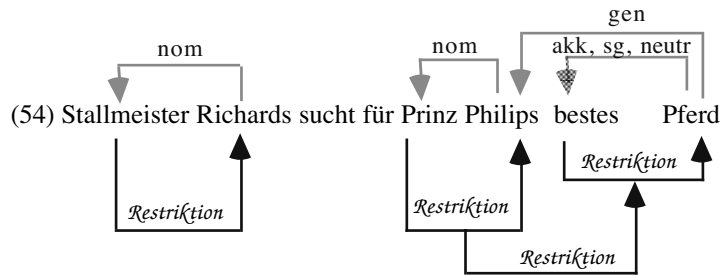 gen
nom nom akk, sg, neutr
(54) Stallmeister Richards sucht für Prinz Philips bestes Pferd
Restriktion
Restriktion Restriktion
Restriktion